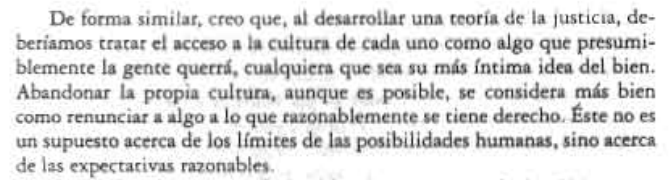 De forma similar, creo que, al desarrollar una teoría de la justicia, de-
beríamos tratar el acceso a la cultura de cada uno como algo que presumi-
blemente la gente querrá, cualquiera que sea su más íntima idea del bien.
Abandonar la propia cultura, aunque es posible, se considera más bien
como renunciar a algo a lo que razonablemente se tiene derecho. Éste no es
un supuesto acerca de los límites de las posibilidades humanas, sino acerca
de las expectativas razonables.